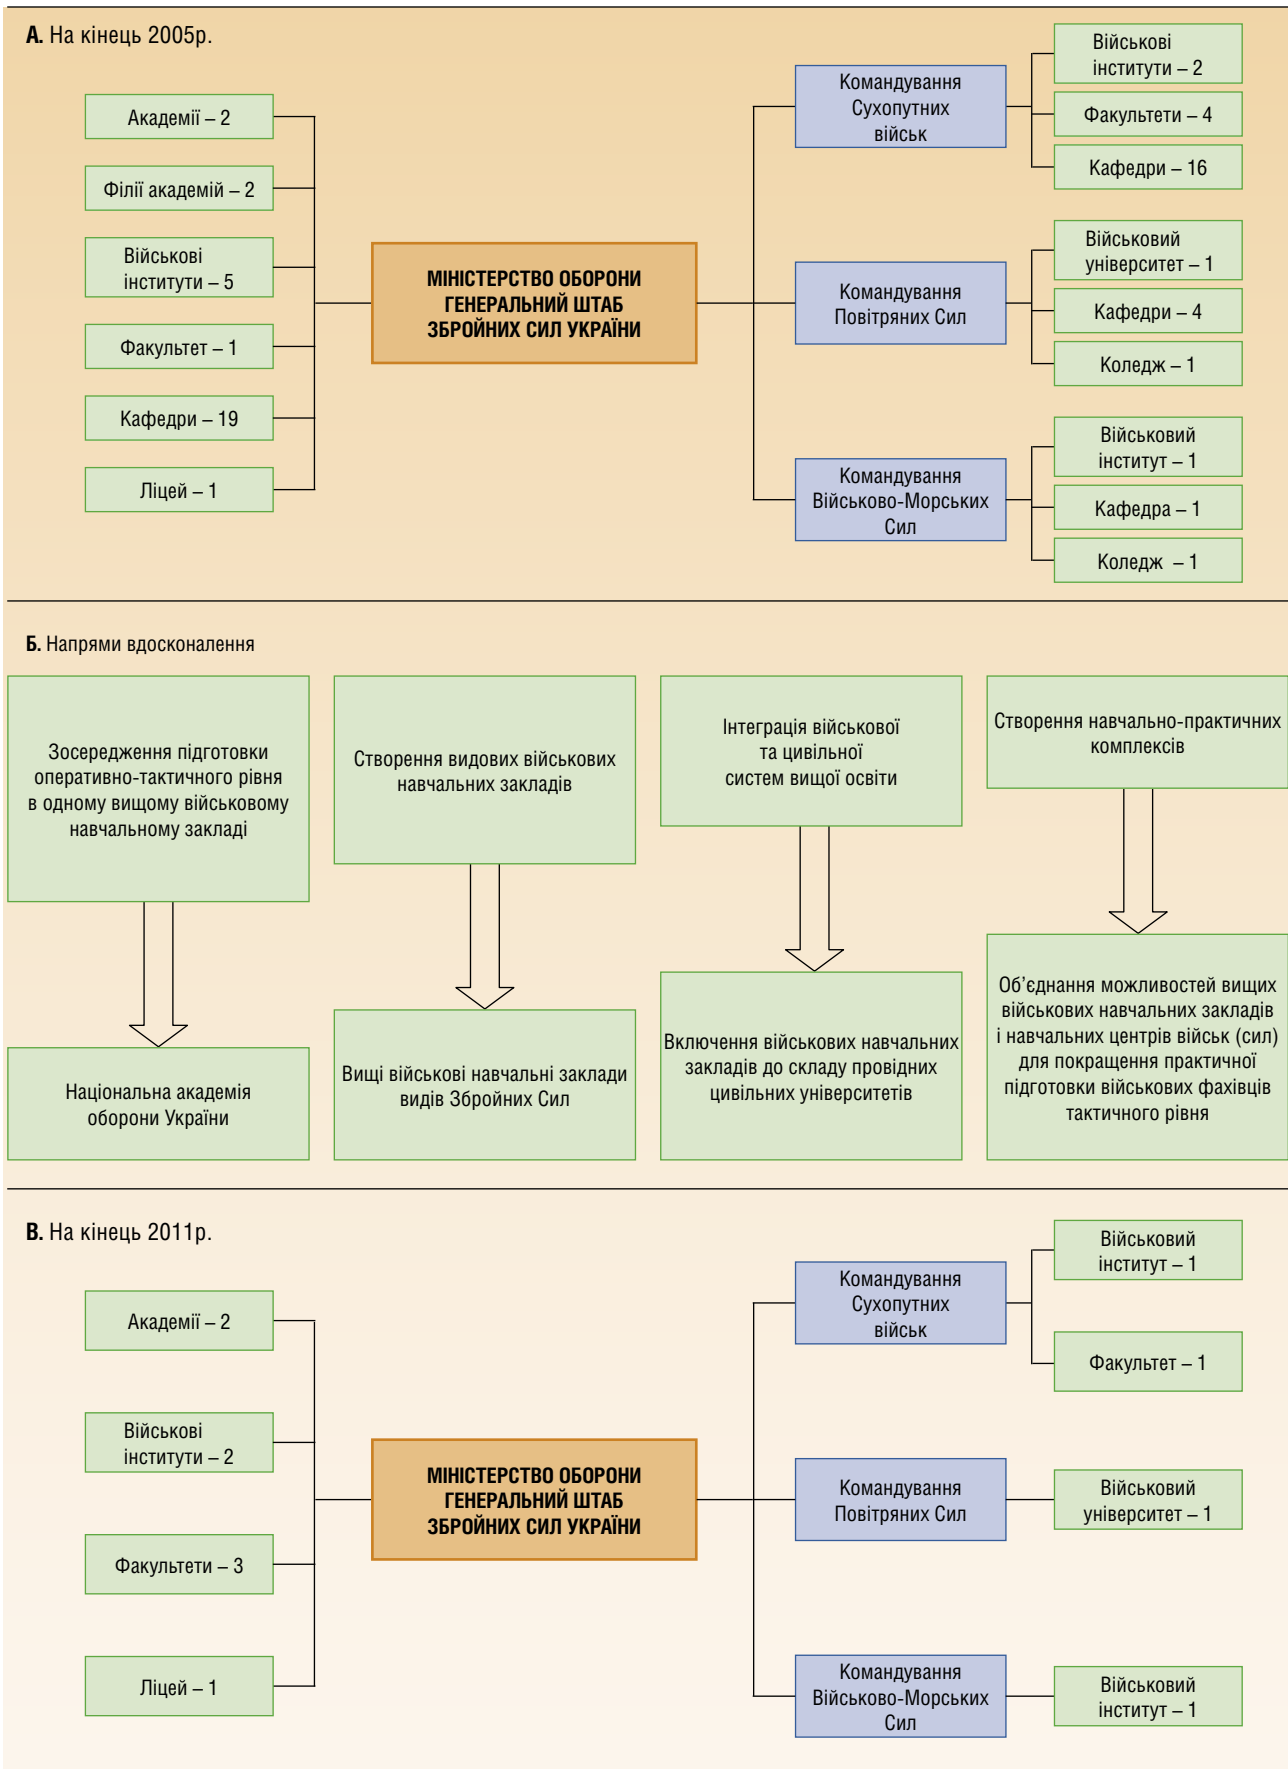 А. На кінець 2005р.
Академії – 2
Філії академій – 2
Військові
інститути – 5
Факультет – 1
Кафедри – 19
Ліцей – 1
МІНІСТЕРСТВО ОБОРОНИ
ГЕНЕРАЛЬНИЙ ШТАБ
ЗБРОЙНИХ СИЛ УКРАЇНИ
Командування
Сухопутних
військ
Військові
інститути – 2
Факультети – 4
Кафедри – 16
Командування
Повітряних Сил
Військовий
університет – 1
Кафедри – 4
Коледж – 1
Командування
Військово-Морських
Сил
Військовий
інститут – 1
Кафедра – 1
Коледж – 1
Б. Напрями вдосконалення
Зосередження підготовки
оперативно-тактичного рівня
в одному вищому військовому
навчальному закладі
Національна академія
оборони України
Створення видових військових
навчальних закладів
Вищі військові навчальні заклади
видів Збройних Сил
Інтеграція військової
та цивільної
систем вищої освіти
Включення військових навчальних
закладів до складу провідних
цивільних університетів
Створення навчально-практичних
комплексів
Об’єднання можливостей вищих
військових навчальних закладів
і навчальних центрів військ (сил)
для покращення практичної
підготовки військових фахівців
тактичного рівня
В. На кінець 2011р.
Академії – 2
Військові
інститути – 2
Факультети – 3
Ліцей – 1
МІНІСТЕРСТВО ОБОРОНИ
ГЕНЕРАЛЬНИЙ ШТАБ
ЗБРОЙНИХ СИЛ УКРАЇНИ
Командування
Сухопутних
військ
Військовий
інститут – 1
Факультет – 1
Командування
Повітряних Сил
Військовий
університет – 1
Командування
Військово-Морських
Сил
Військовий
інститут – 1